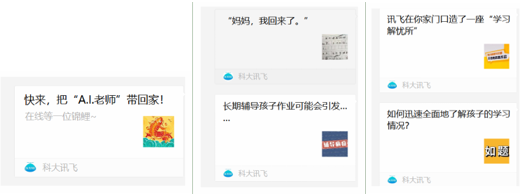 快来，把“A.I.老师”带回家！
在线等一位锦鲤~
科大讯飞
“妈妈，我回来了。”
科大讯飞
长期辅导孩子作业可能会引发...
...
科大讯飞
讯飞在你家门口造了一座“学习
解忧所”
科大讯飞
如何迅速全面地了解孩子的学习
情况？
如题
科大讯飞